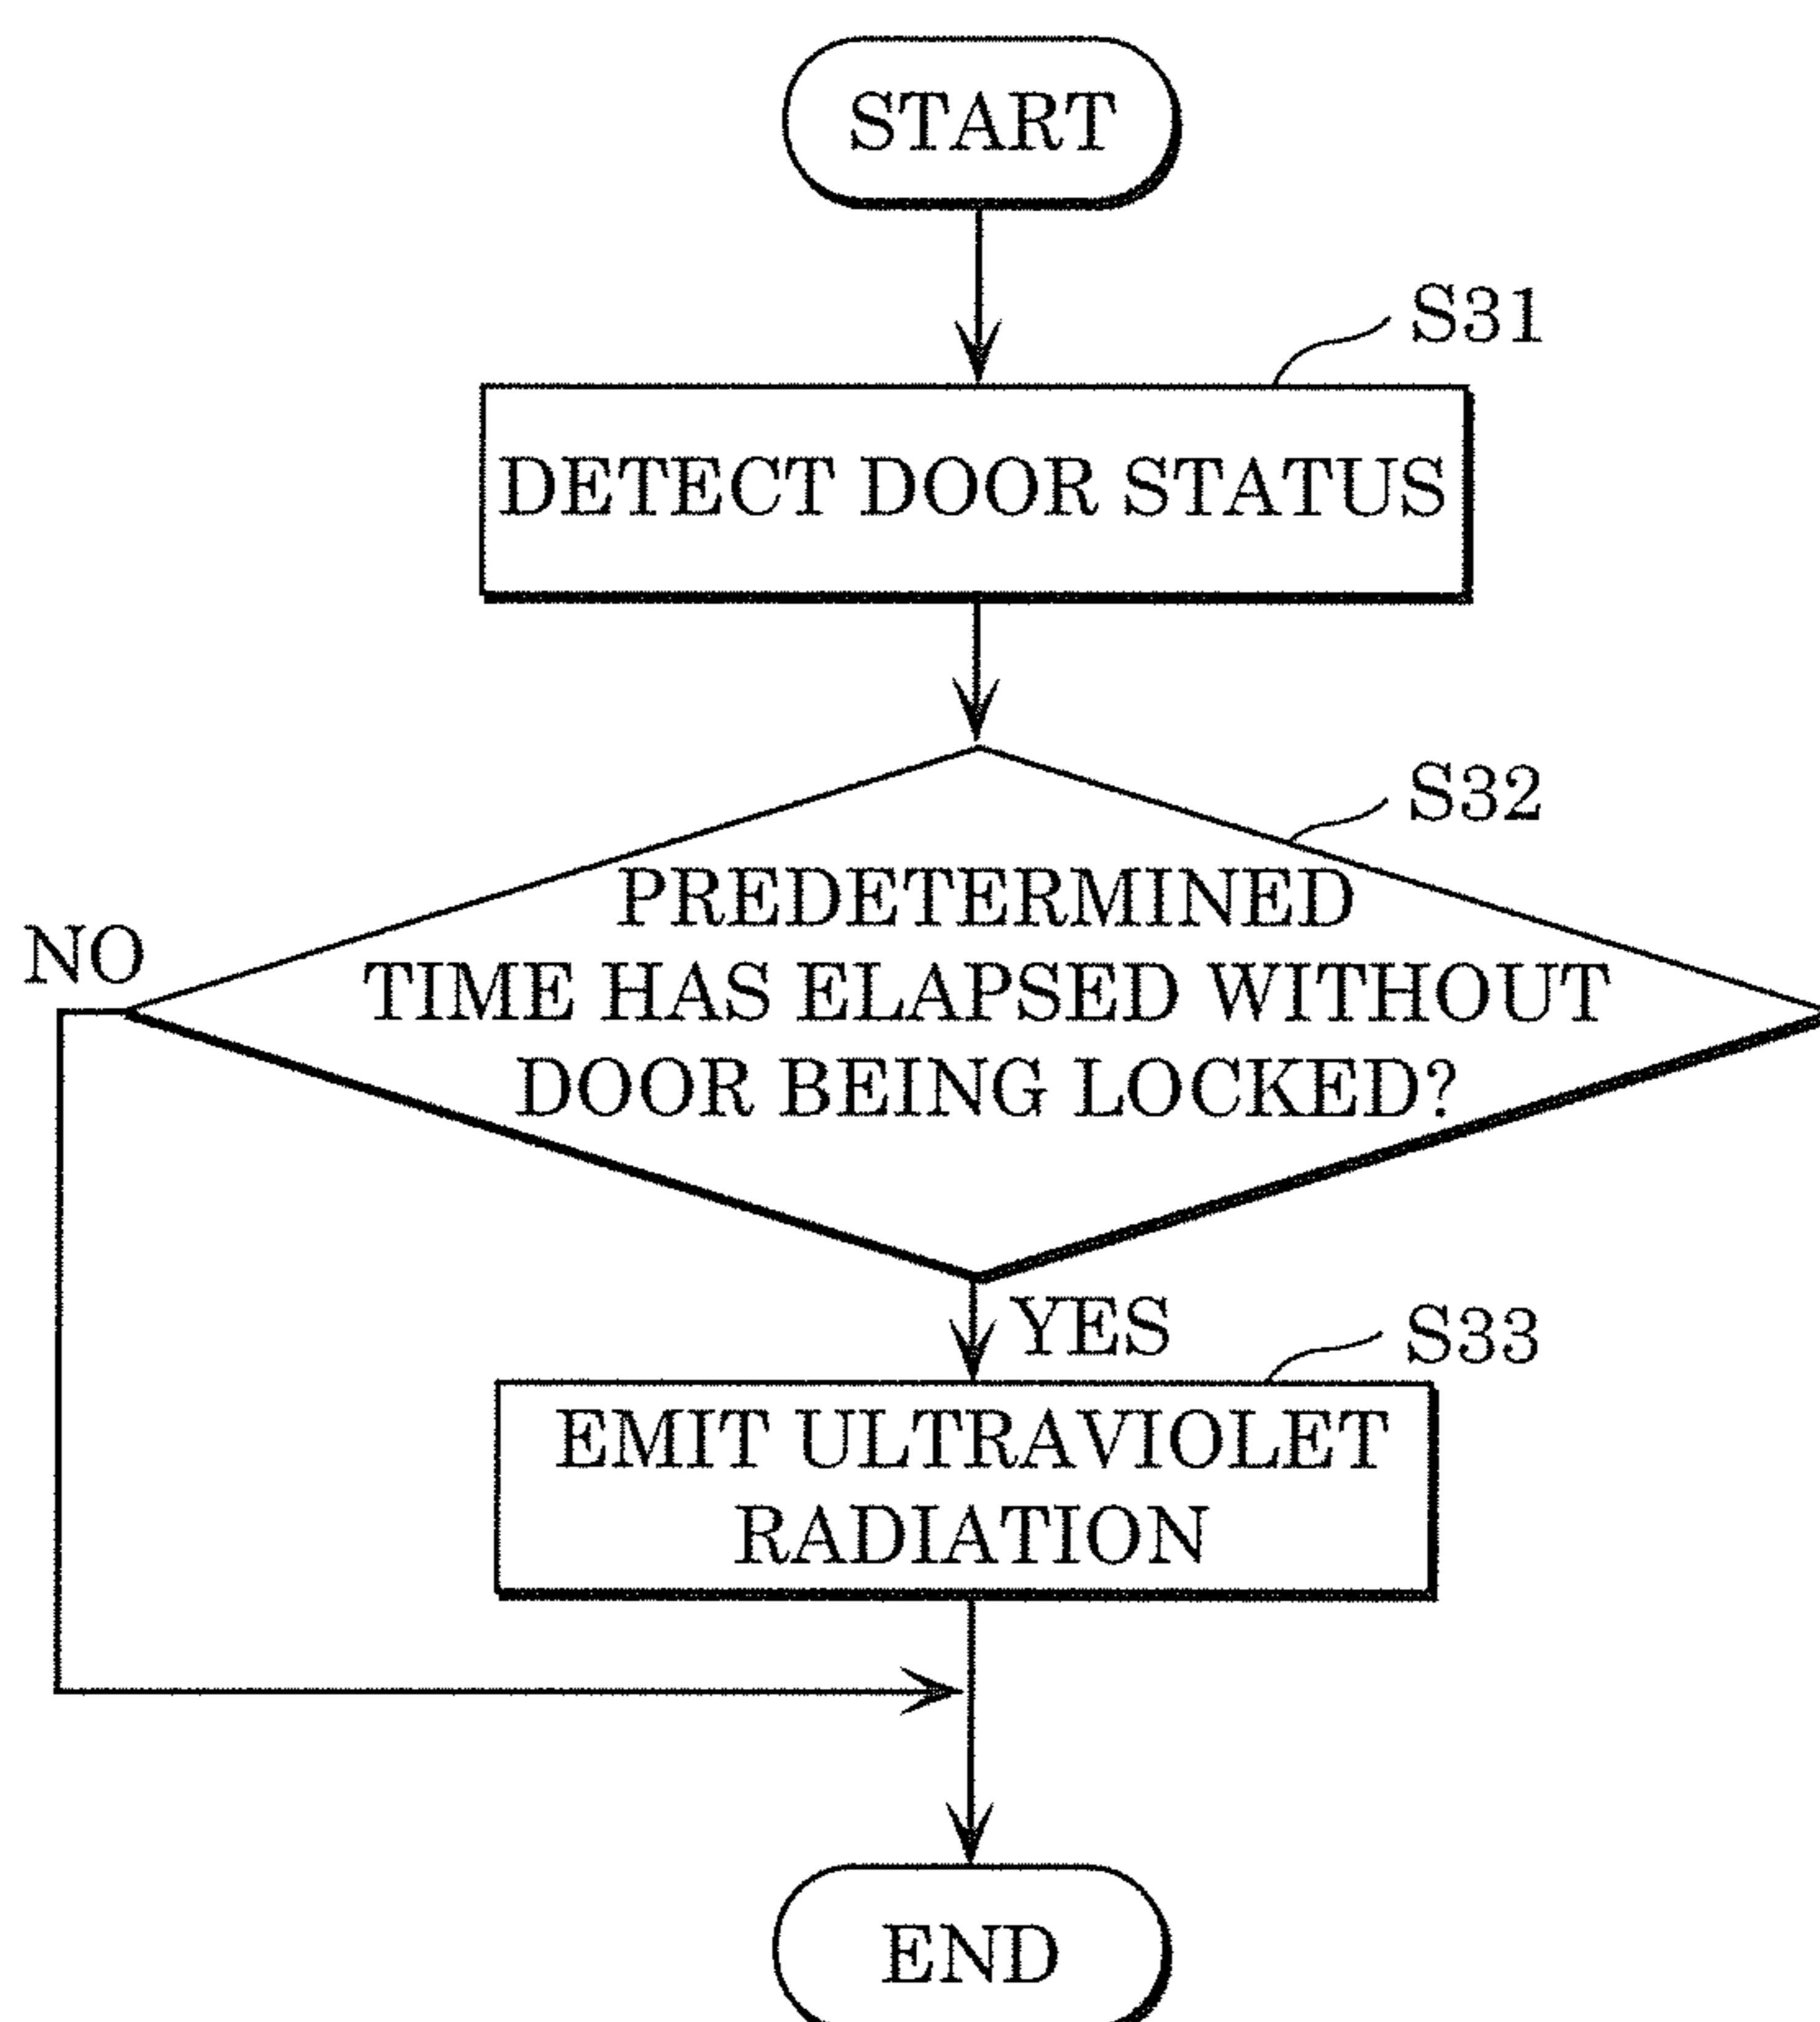 START
S31
DETECT DOOR STATUS
S32
PREDETERMINED
NO
TIME HAS ELAPSED WITHOUT
DOOR BEING LOCKED?
YES
S33
EMIT ULTRAVIOLET
RADIATION
END